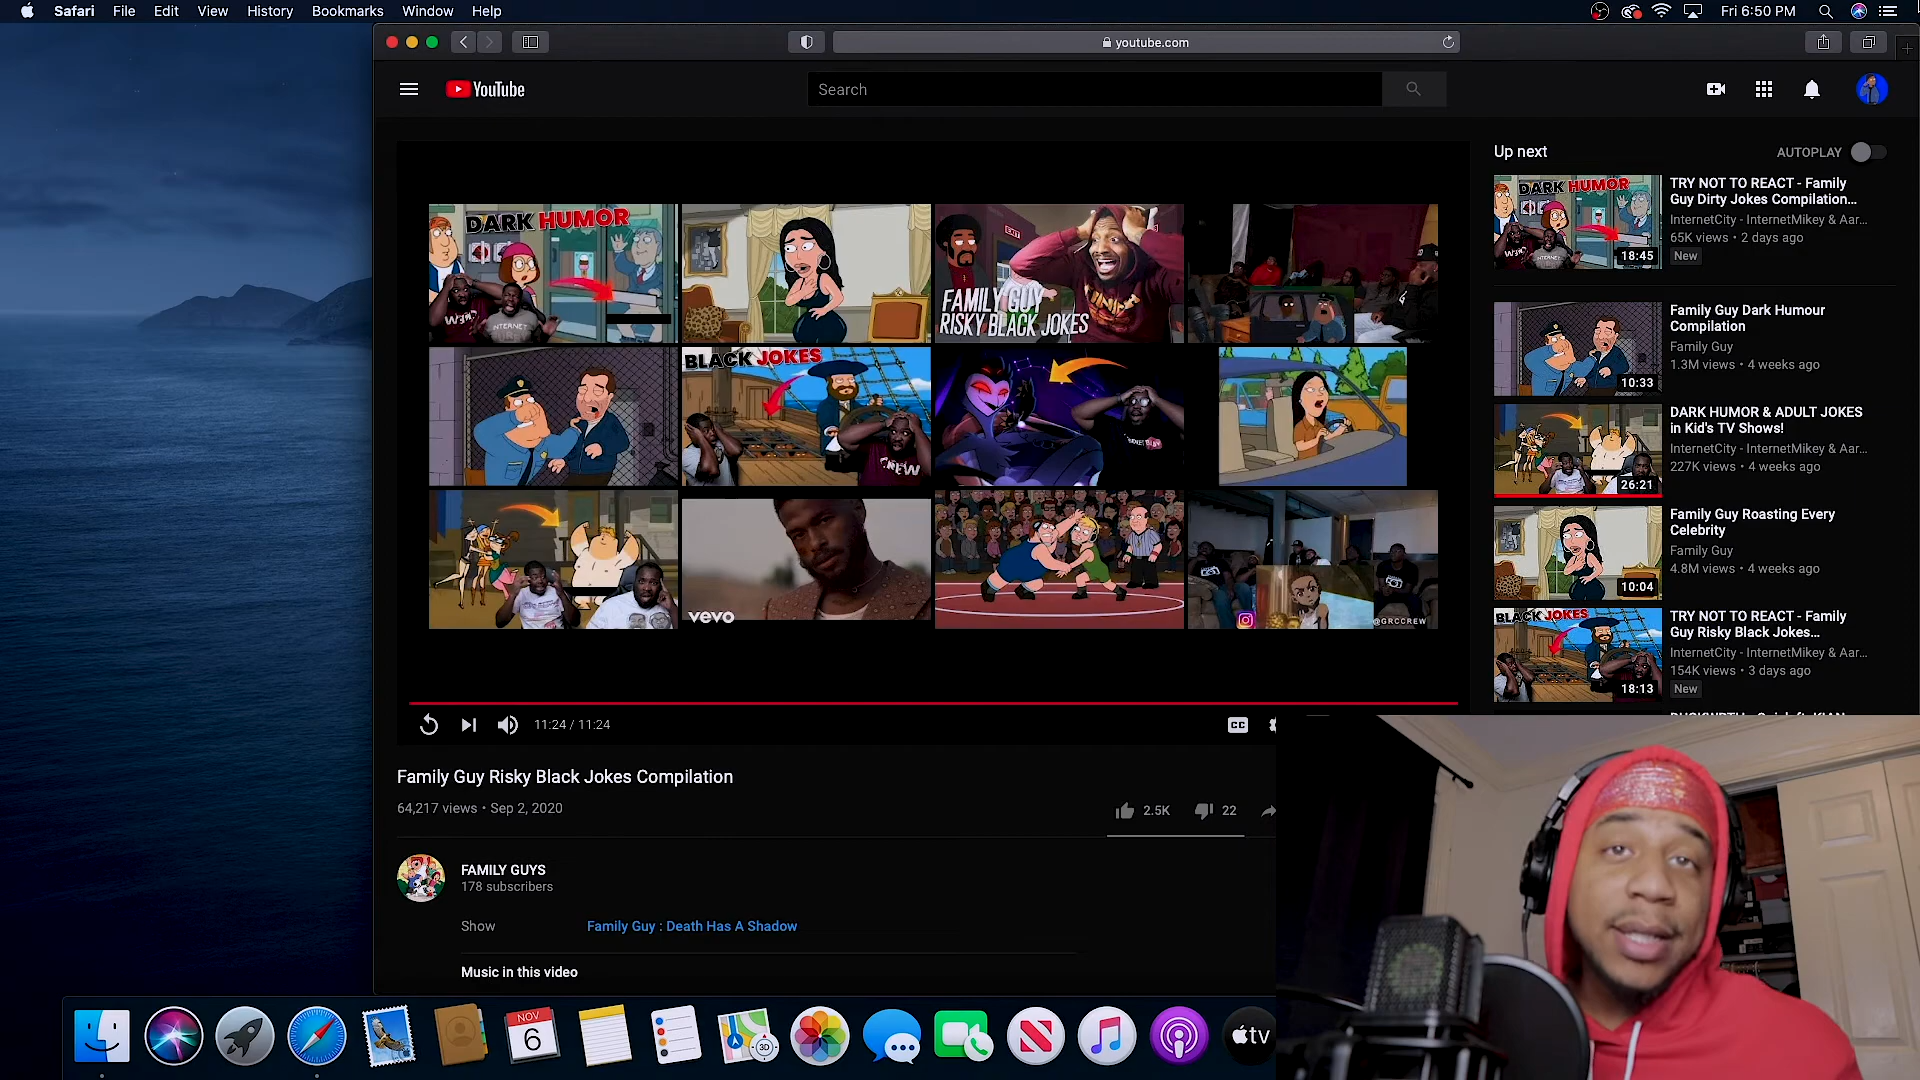 Safari File Edit View History Bookmarks Window Help
Fri 6:50 PM
youtube.com
YouTube
Search
Up next
AUTOPLAY
DARK HUMOR
FAMILY GUY
RISKY BLACK JOKES
BLACK JOKES
vevo
@GRCCREW
DARK HUMOR
18:45
TRY NOT TO REACT - Family
Guy Dirty Jokes Compilation...
InternetCity - InternetMikey & Aar...
65K views • 2 days ago
New
10:33
Family Guy Dark Humour
Compilation
Family Guy
1.3M views • 4 weeks ago
26:21
DARK HUMOR & ADULT JOKES
in Kid's TV Shows!
InternetCity - InternetMikey & Aar...
227K views • 4 weeks ago
10:04
Family Guy Roasting Every
Celebrity
Family Guy
4.8M views • 4 weeks ago
BLACK JOKES
18:13
TRY NOT TO REACT - Family
Guy Risky Black Jokes...
InternetCity - InternetMikey & Aar...
154K views • 3 days ago
New
11:24 / 11:24
CC
Family Guy Risky Black Jokes Compilation
64,217 views • Sep 2, 2020
2.5K
22
FAMILY GUYS
178 subscribers
Show
Family Guy : Death Has A Shadow
Music in this video
NOV
6
3D
tv